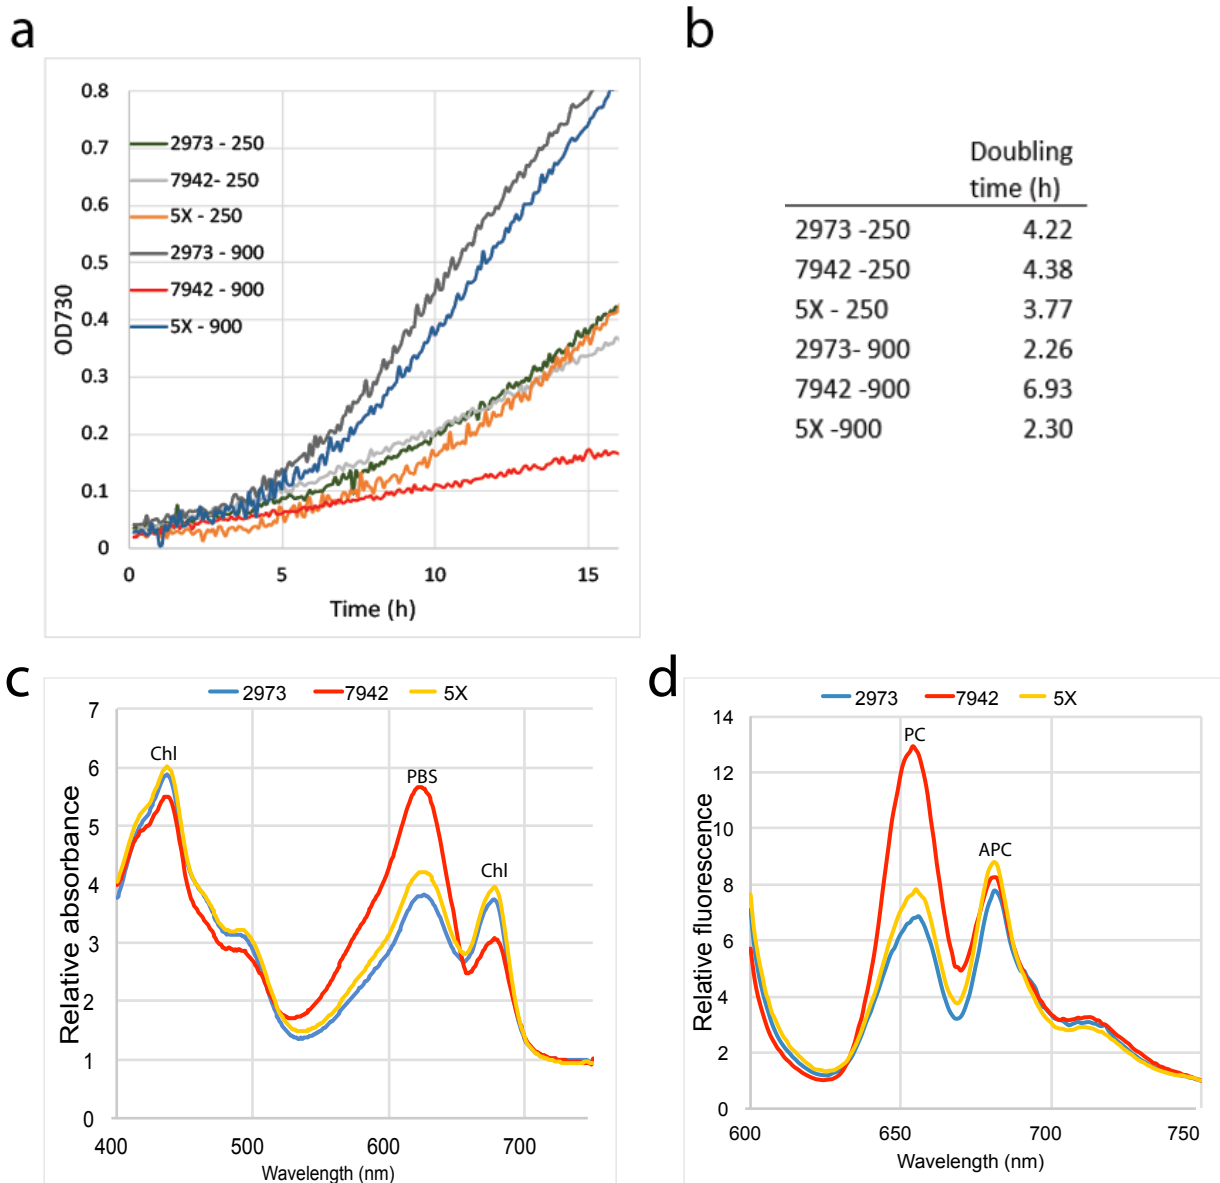 a
0.8
0.7
0.6
0.5
0.4
0.3
0.2
0.1
0
OD730
2973 - 250
7942- 250
5X - 250
2973 - 900
7942 - 900
5X - 900
0 5 10 15
Time (h)
b
Doubling
time (h)
2973 -250 4.22
7942 -250 4.38
5X - 250 3.77
2973- 900 2.26
7942 -900 6.93
5X -900 2.30
c
2973 7942 5X
7
6
5
4
3
2
1
0
Relative absorbance
Chl
PBS
Chl
400 500 600 700
Wavelength (nm)
d
2973 7942 5X
14
12
10
8
6
4
2
0
Relative fluorescence
PC
APC
600 650 700 750
Wavelength (nm)